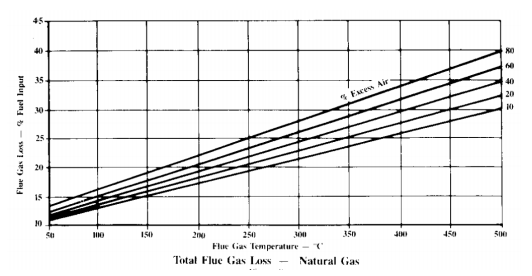 45
40
35
30
25
20
15
10
Flue Gas Loss — % Fuel Input
% Excess Air
80
60
40
20
10
50 100 150 200 250 300 350 400 450 500
Flue Gas Temperature — °C
Total Flue Gas Loss — Natural Gas